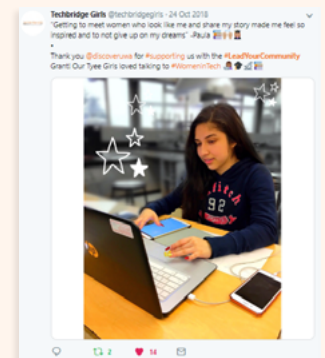 Techbridge Girls @techbridgegirls · 24 Oct 2018
"Getting to meet women who look like me and share my story made me feel so
inspired and to not give up on my dreams" -Paula
Thank you @discoveruwa for #supporting us with the #LeadYourCommunity
Grant! Our Tyee Girls loved talking to #WomeninTech
92
2
14